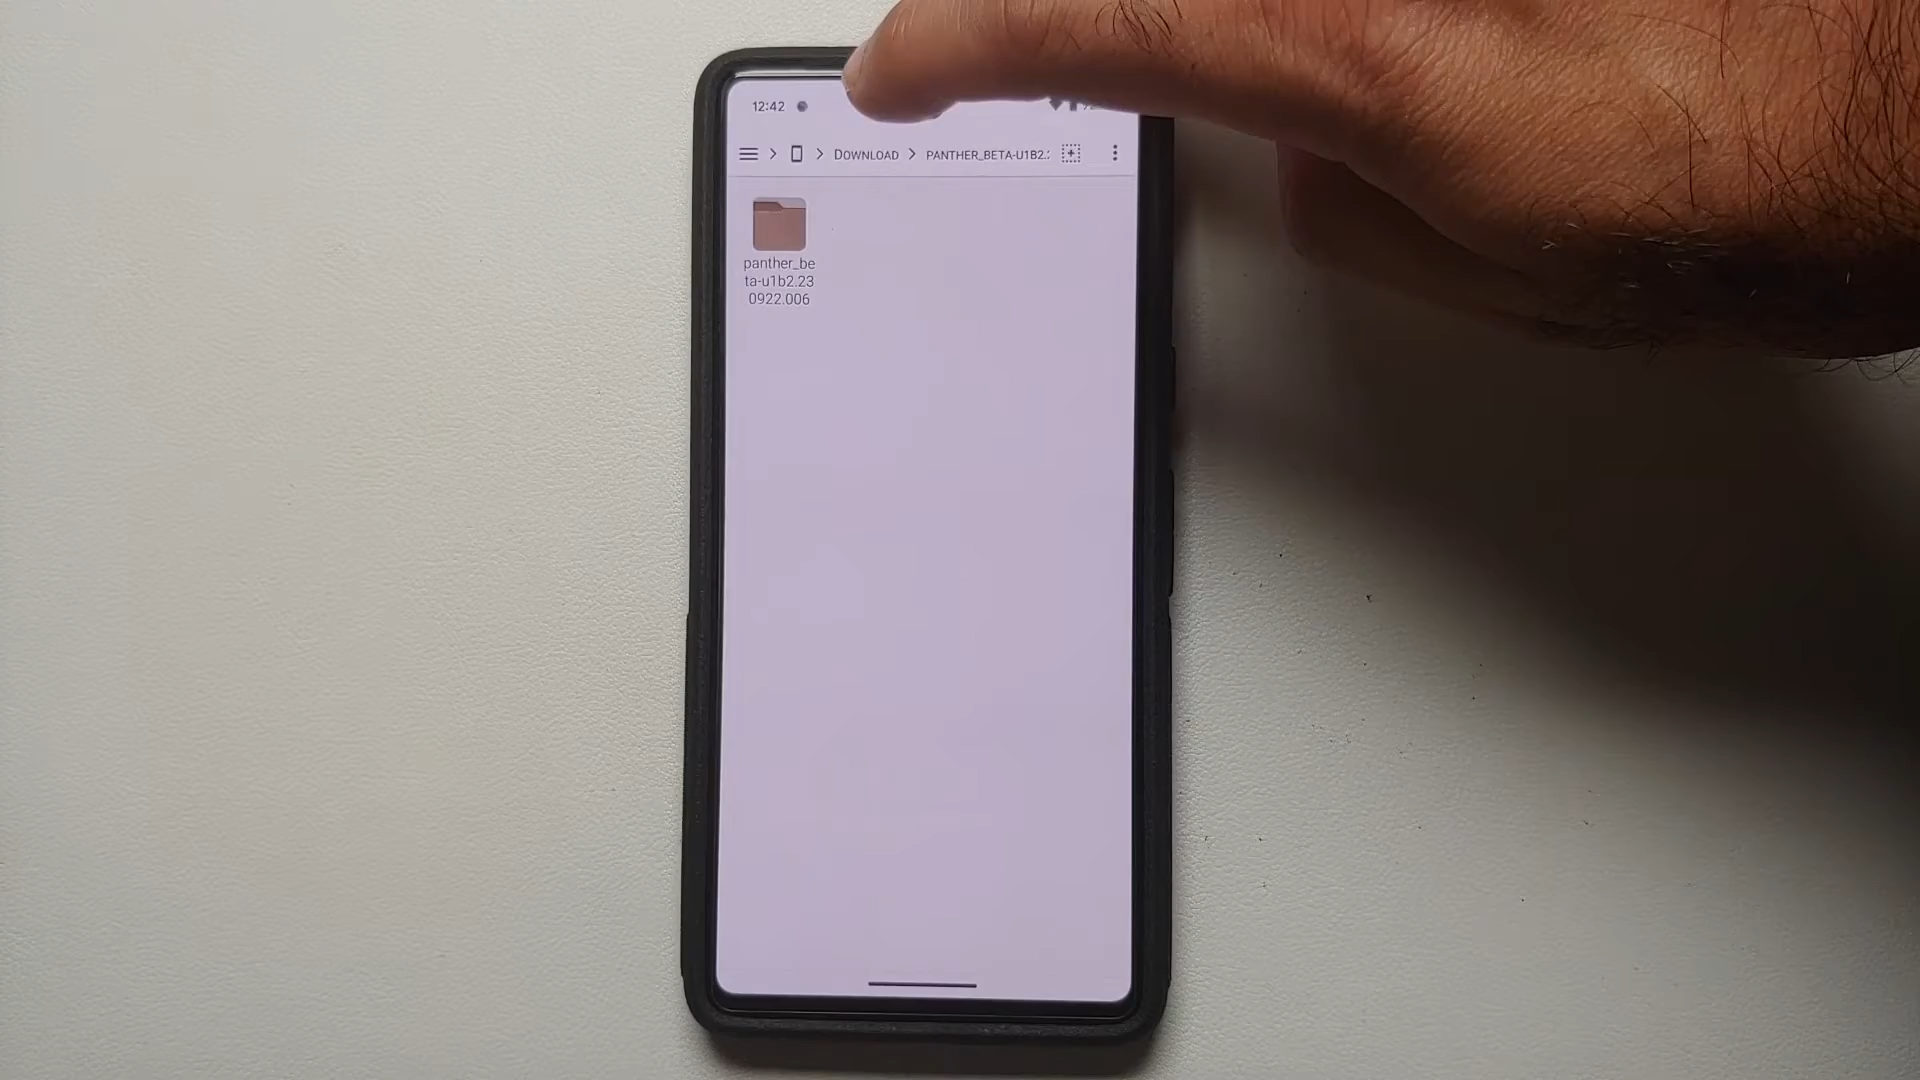 12:42
DOWNLOAD > PANTHER_BETA-U1B2.
panther_be
ta-u1b2.23
0922.006